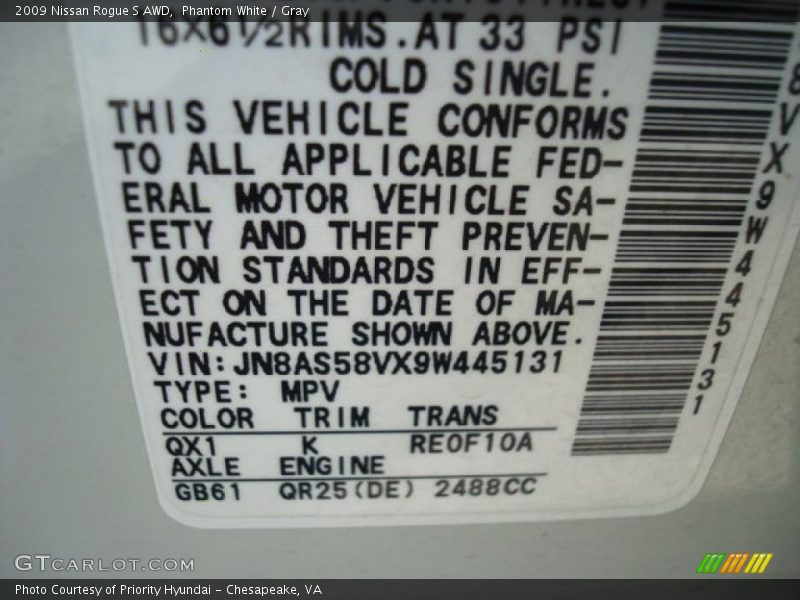 2009 Nissan Rogue S AWD, Phantom White / Gray
16X6 1/2 RIMS. AT 33 PSI
COLD SINGLE.
THIS VEHICLE CONFORMS
TO ALL APPLICABLE FED-
ERAL MOTOR VEHICLE SA-
FETY AND THEFT PREVEN-
TION STANDARDS IN EFF-
ECT ON THE DATE OF MA-
NUFACTURE SHOWN ABOVE.
VIN:JN8AS58VX9W445131
TYPE: MPV
COLOR TRIM TRANS
QX1 K RE0F10A
AXLE ENGINE
GB61 QR25(DE) 2488CC
8VX9W445131
GTCARLOT.COM
Photo Courtesy of Priority Hyundai - Chesapeake, VA